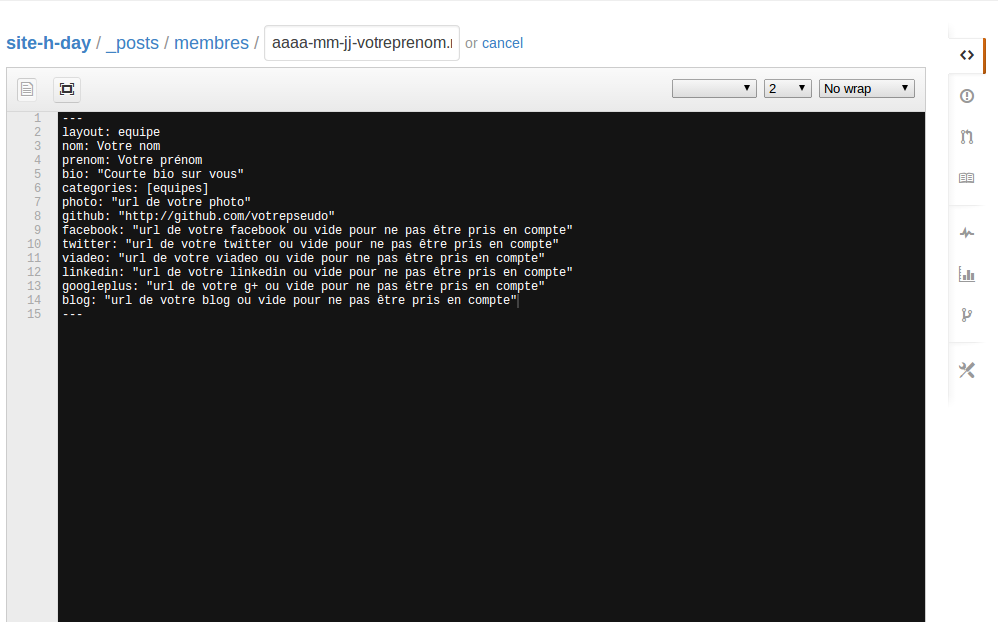 site-h-day / _posts / membres / aaaa-mm-jj-votreprenom.r or cancel
2 No wrap
1 ---
2 layout: equipe
3 nom: Votre nom
4 prenom: Votre prénom
5 bio: "Courte bio sur vous"
6 categories: [equipes]
7 photo: "url de votre photo"
8 github: "http://github.com/votrepseudo"
9 facebook: "url de votre facebook ou vide pour ne pas être pris en compte"
10 twitter: "url de votre twitter ou vide pour ne pas être pris en compte"
11 viadeo: "url de votre viadeo ou vide pour ne pas être pris en compte"
12 linkedin: "url de votre linkedin ou vide pour ne pas être pris en compte"
13 googleplus: "url de votre g+ ou vide pour ne pas être pris en compte"
14 blog: "url de votre blog ou vide pour ne pas être pris en compte"
15 ---